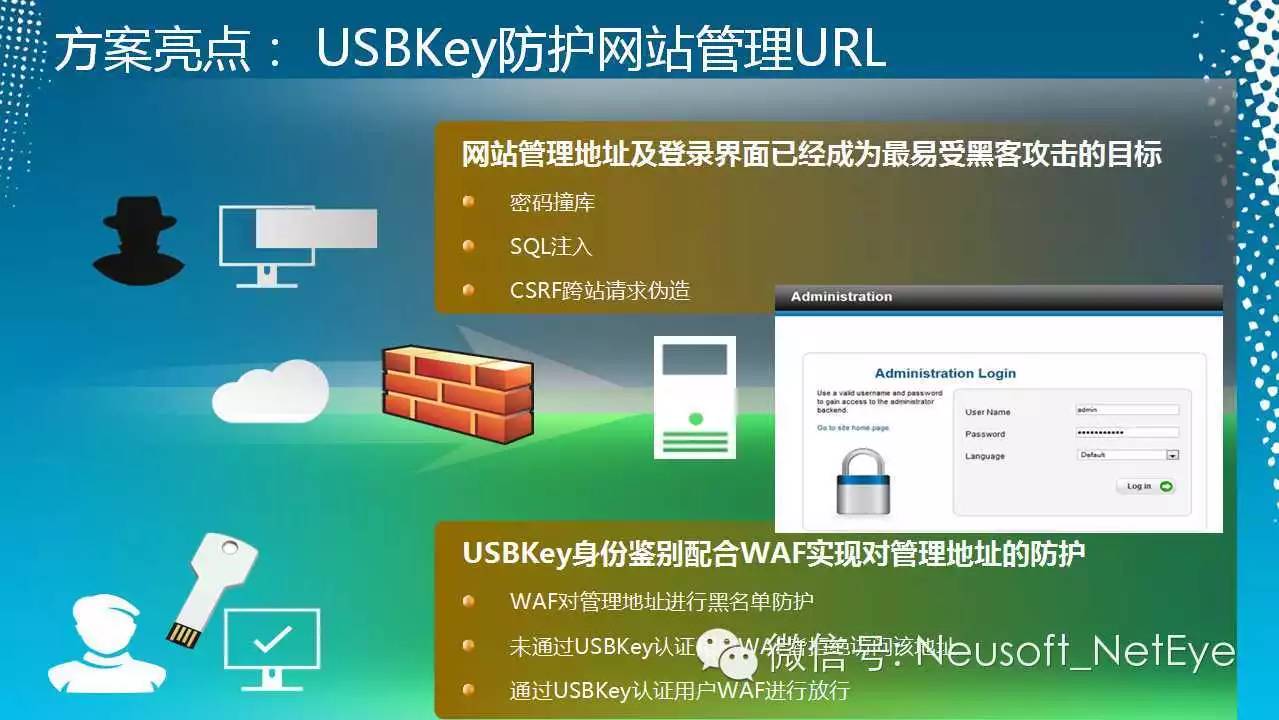 方案亮点： USBKey防护网站管理URL
网站管理地址及登录界面已经成为最易受黑客攻击的目标
密码撞库
SQL注入
CSRF跨站请求伪造
Administration
Administration Login
Use a valid username and password
to gain access to the administrator
backend.
Go to site home page
User Name
admin
Password
Language
Default
Log in
USBKey身份鉴别配合WAF实现对管理地址的防护
WAF对管理地址进行黑名单防护
未通过USBKey认证 WAF 拒绝访问该地址
微信号: Neusoft_NetEye
通过USBKey认证用户WAF进行放行